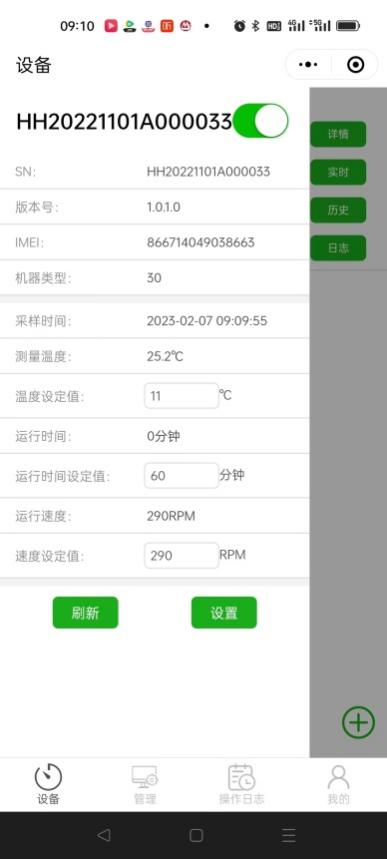 09:10
设备
HH20221101A000033
SN: HH20221101A000033
版本号: 1.0.1.0
IMEI: 866714049038663
机器类型: 30
采样时间: 2023-02-07 09:09:55
测量温度: 25.2℃
温度设定值: 11 ℃
运行时间: 0分钟
运行时间设定值: 60 分钟
运行速度: 290RPM
速度设定值: 290 RPM
刷新 设置
详情
实时
历史
日志
设备 管理 操作日志 我的